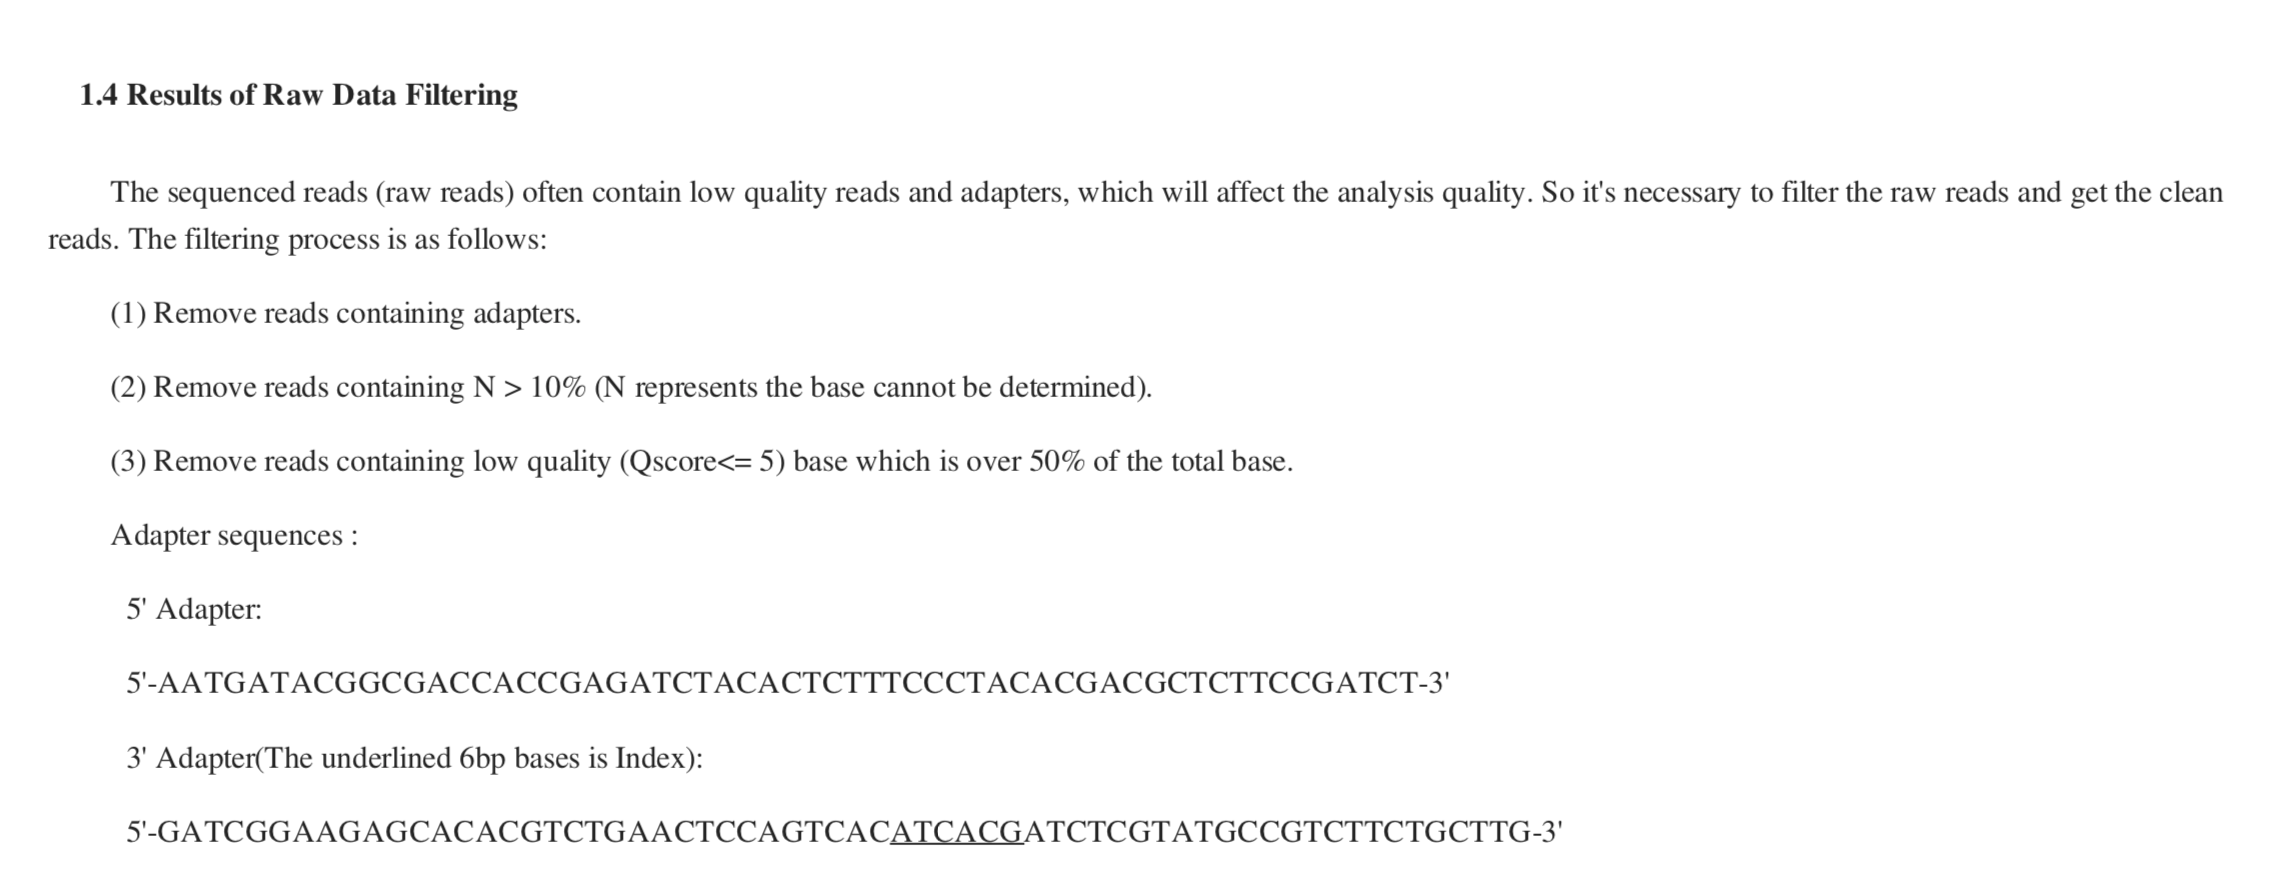 1.4 Results of Raw Data Filtering
The sequenced reads (raw reads) often contain low quality reads and adapters, which will affect the analysis quality. So it's necessary to filter the raw reads and get the clean
reads. The filtering process is as follows:
(1) Remove reads containing adapters.
(2) Remove reads containing N > 10% (N represents the base cannot be determined).
(3) Remove reads containing low quality (Qscore<= 5) base which is over 50% of the total base.
Adapter sequences :
5' Adapter:
5'-AATGATACGGCGACCACCGAGATCTACACTCTTTCCCTACACGACGCTCTTCCGATCT-3'
3' Adapter(The underlined 6bp bases is Index):
5'-GATCGGAAGAGCACACGTCTGAACTCCAGTCACATCACGATCTCGTATGCCGTCTTCTGCTTG-3'